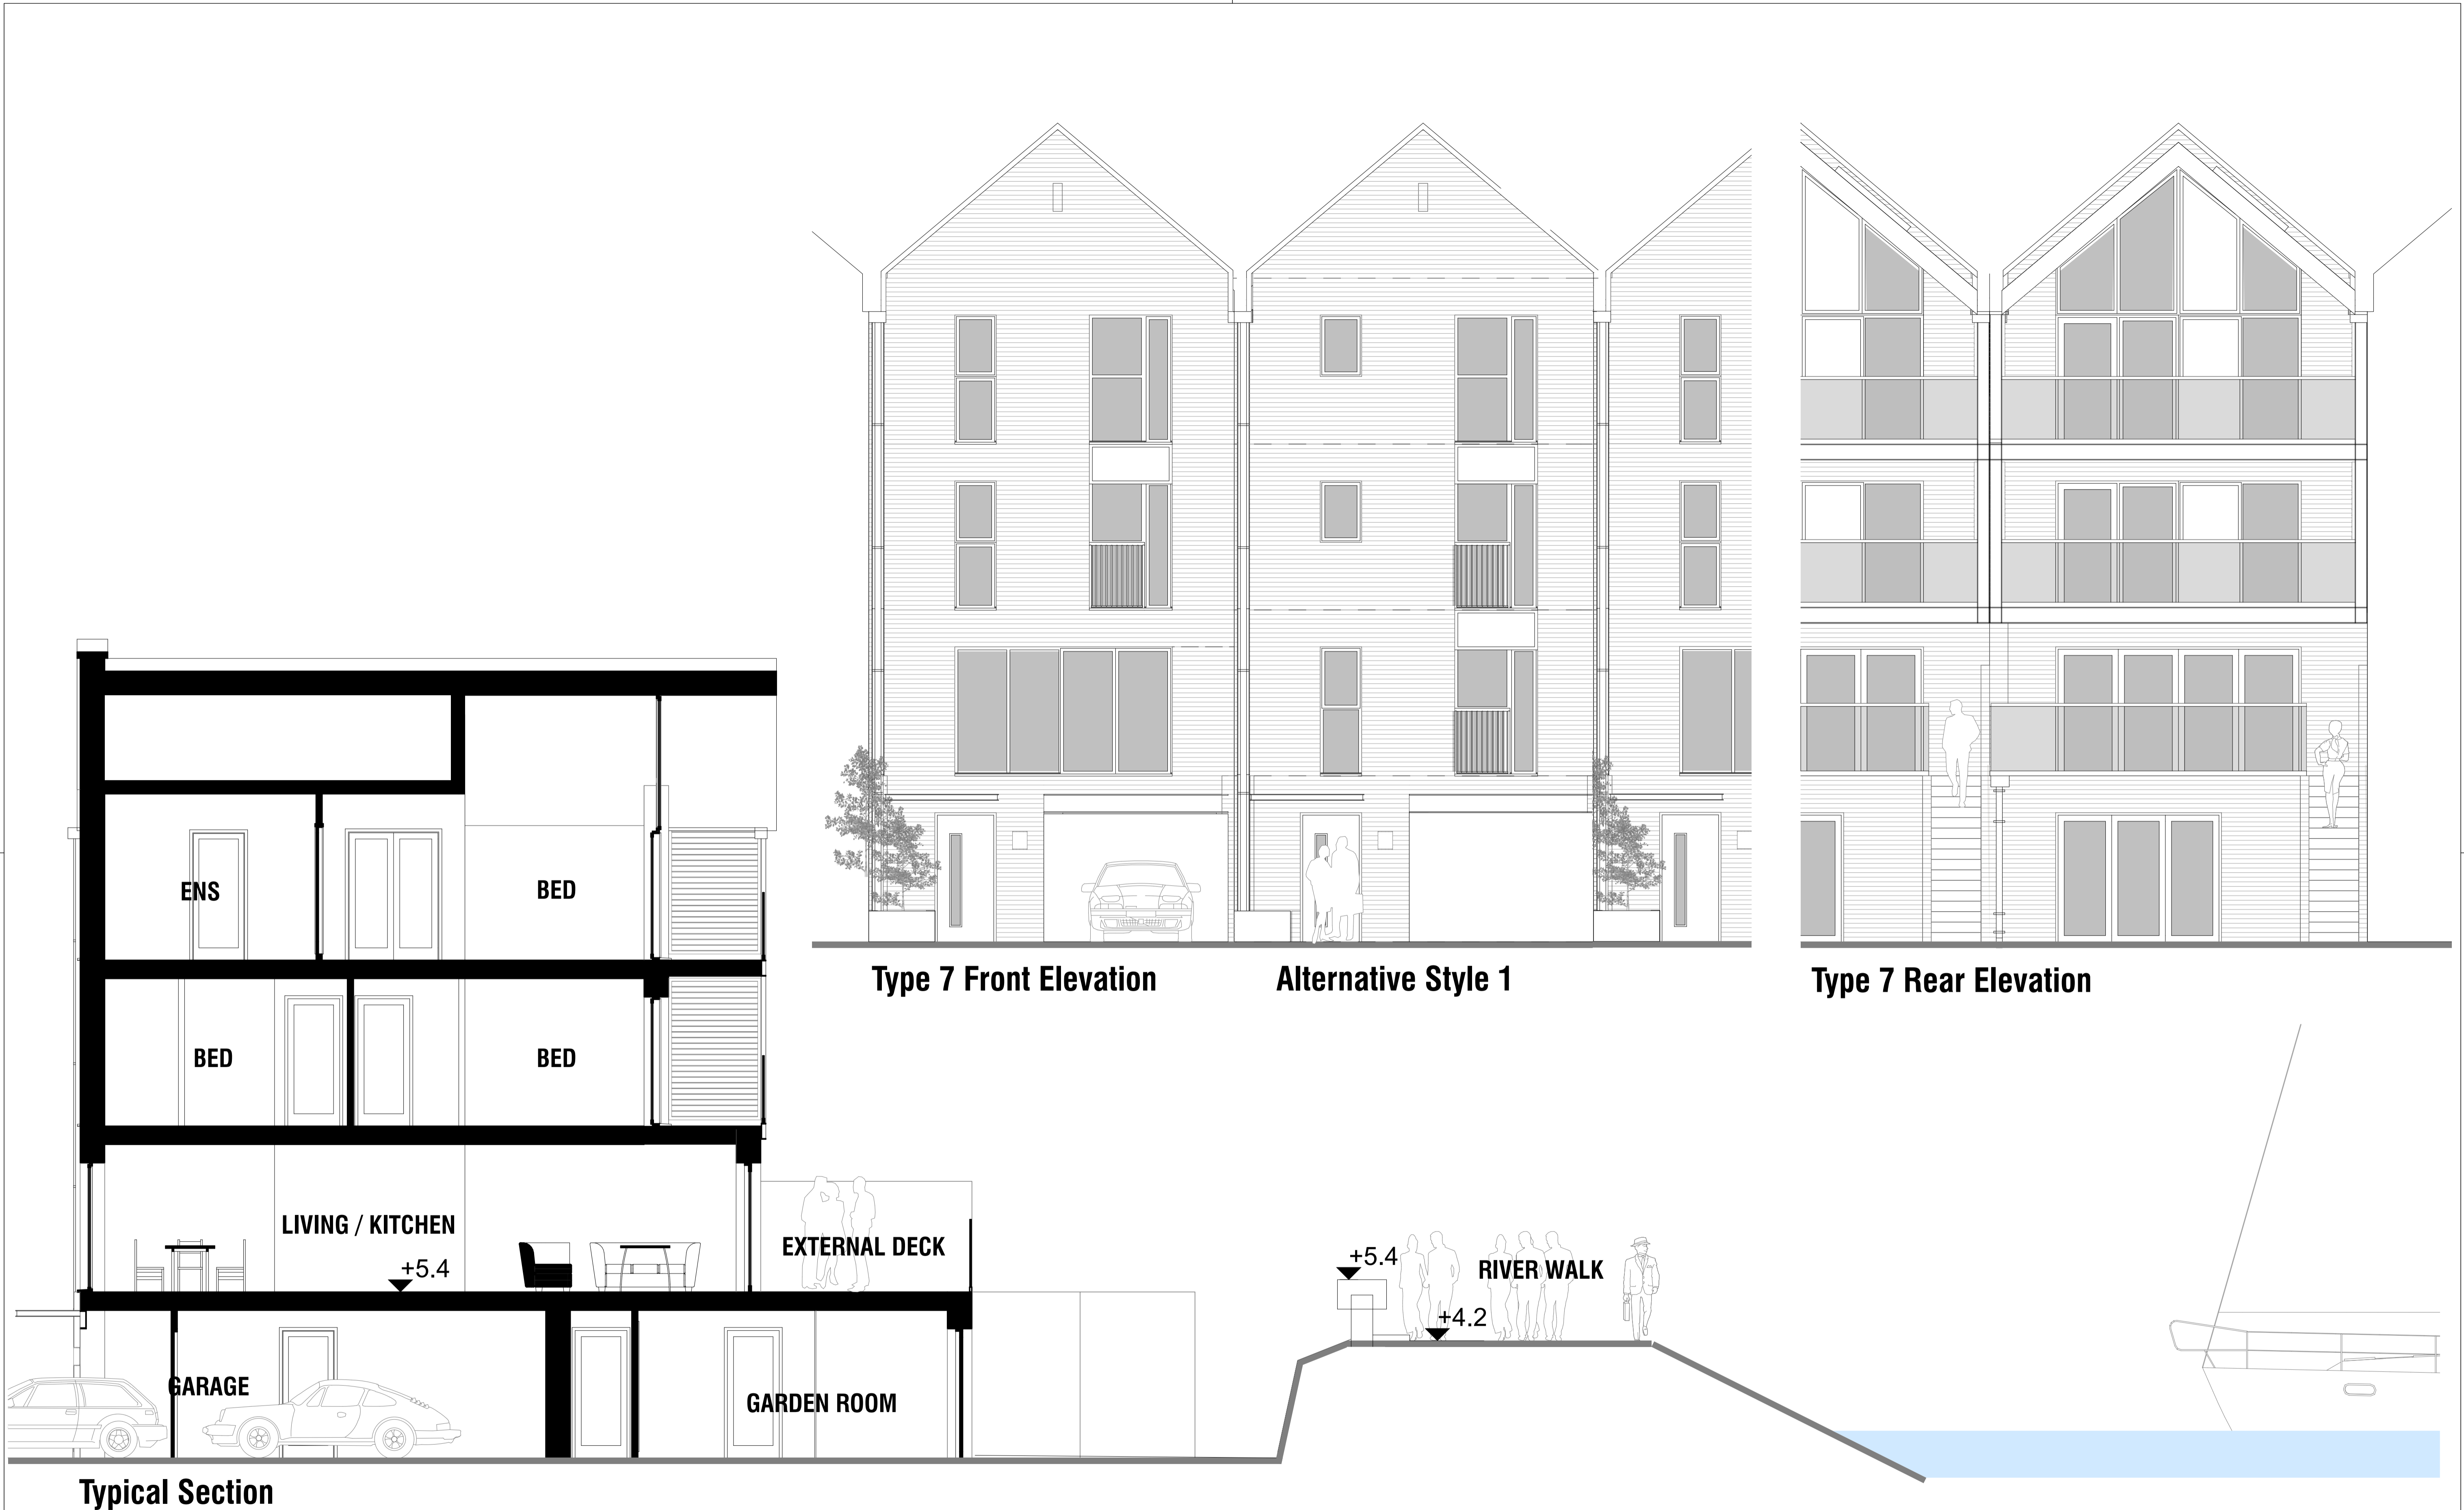 Type 7 Front Elevation
Alternative Style 1
Type 7 Rear Elevation
ENS
BED
BED
BED
LIVING / KITCHEN
+5.4
EXTERNAL DECK
+5.4
RIVER WALK
+4.2
GARAGE
GARDEN ROOM
Typical Section